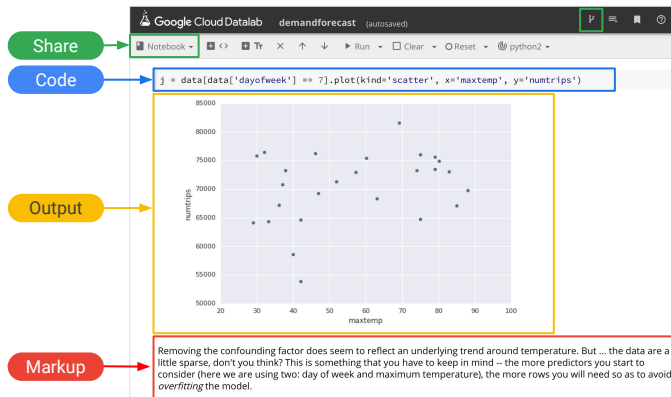 Google Cloud Datalab demandforecast (autosaved)
Share
Notebook Tr Run Clear Reset python2
Code
j = data[data['dayofweek'] == 7].plot(kind='scatter', x='maxtemp', y='numtrips')
85000
80000
75000
70000
65000
60000
55000
50000
numtrips
20 30 40 50 60 70 80 90 100
maxtemp
Output
Markup
Removing the confounding factor does seem to reflect an underlying trend around temperature. But ... the data are a
little sparse, don't you think? This is something that you have to keep in mind -- the more predictors you start to
consider (here we are using two: day of week and maximum temperature), the more rows you will need so as to avoid
overfitting the model.